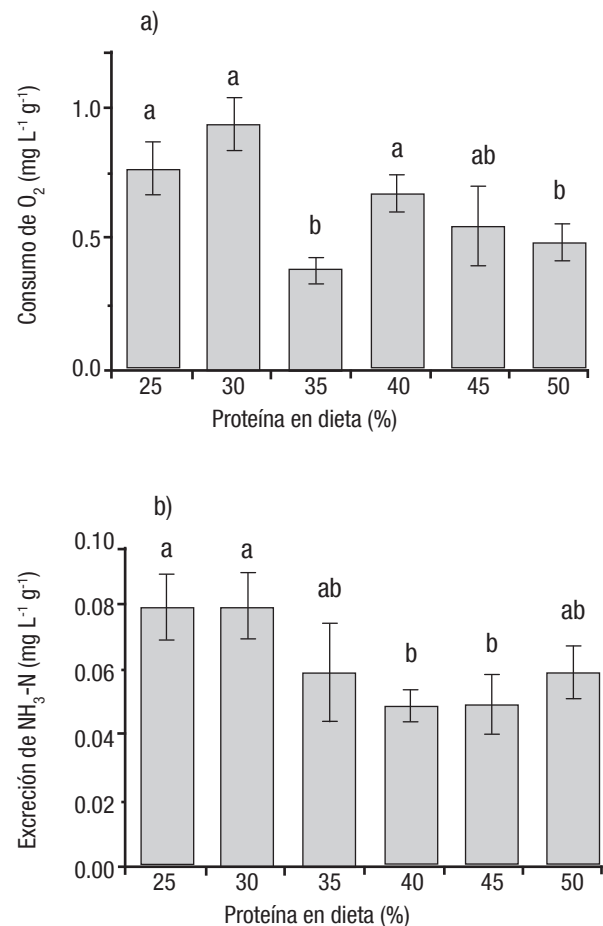 a)
Consumo de O₂ (mg L⁻¹ g⁻¹)
1.0
0.5
0.0
a
a
b
a
ab
b
25 30 35 40 45 50
Proteína en dieta (%)
b)
Excreción de NH₃-N (mg L⁻¹ g⁻¹)
0.10
0.08
0.06
0.04
0.02
0.00
a
a
ab
b
b
ab
25 30 35 40 45 50
Proteína en dieta (%)